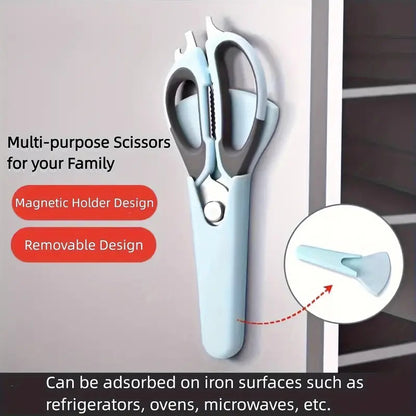 Multi-purpose Scissors
for your Family
Magnetic Holder Design
Removable Design
Can be adsorbed on iron surfaces such as
refrigerators, ovens, microwaves, etc.